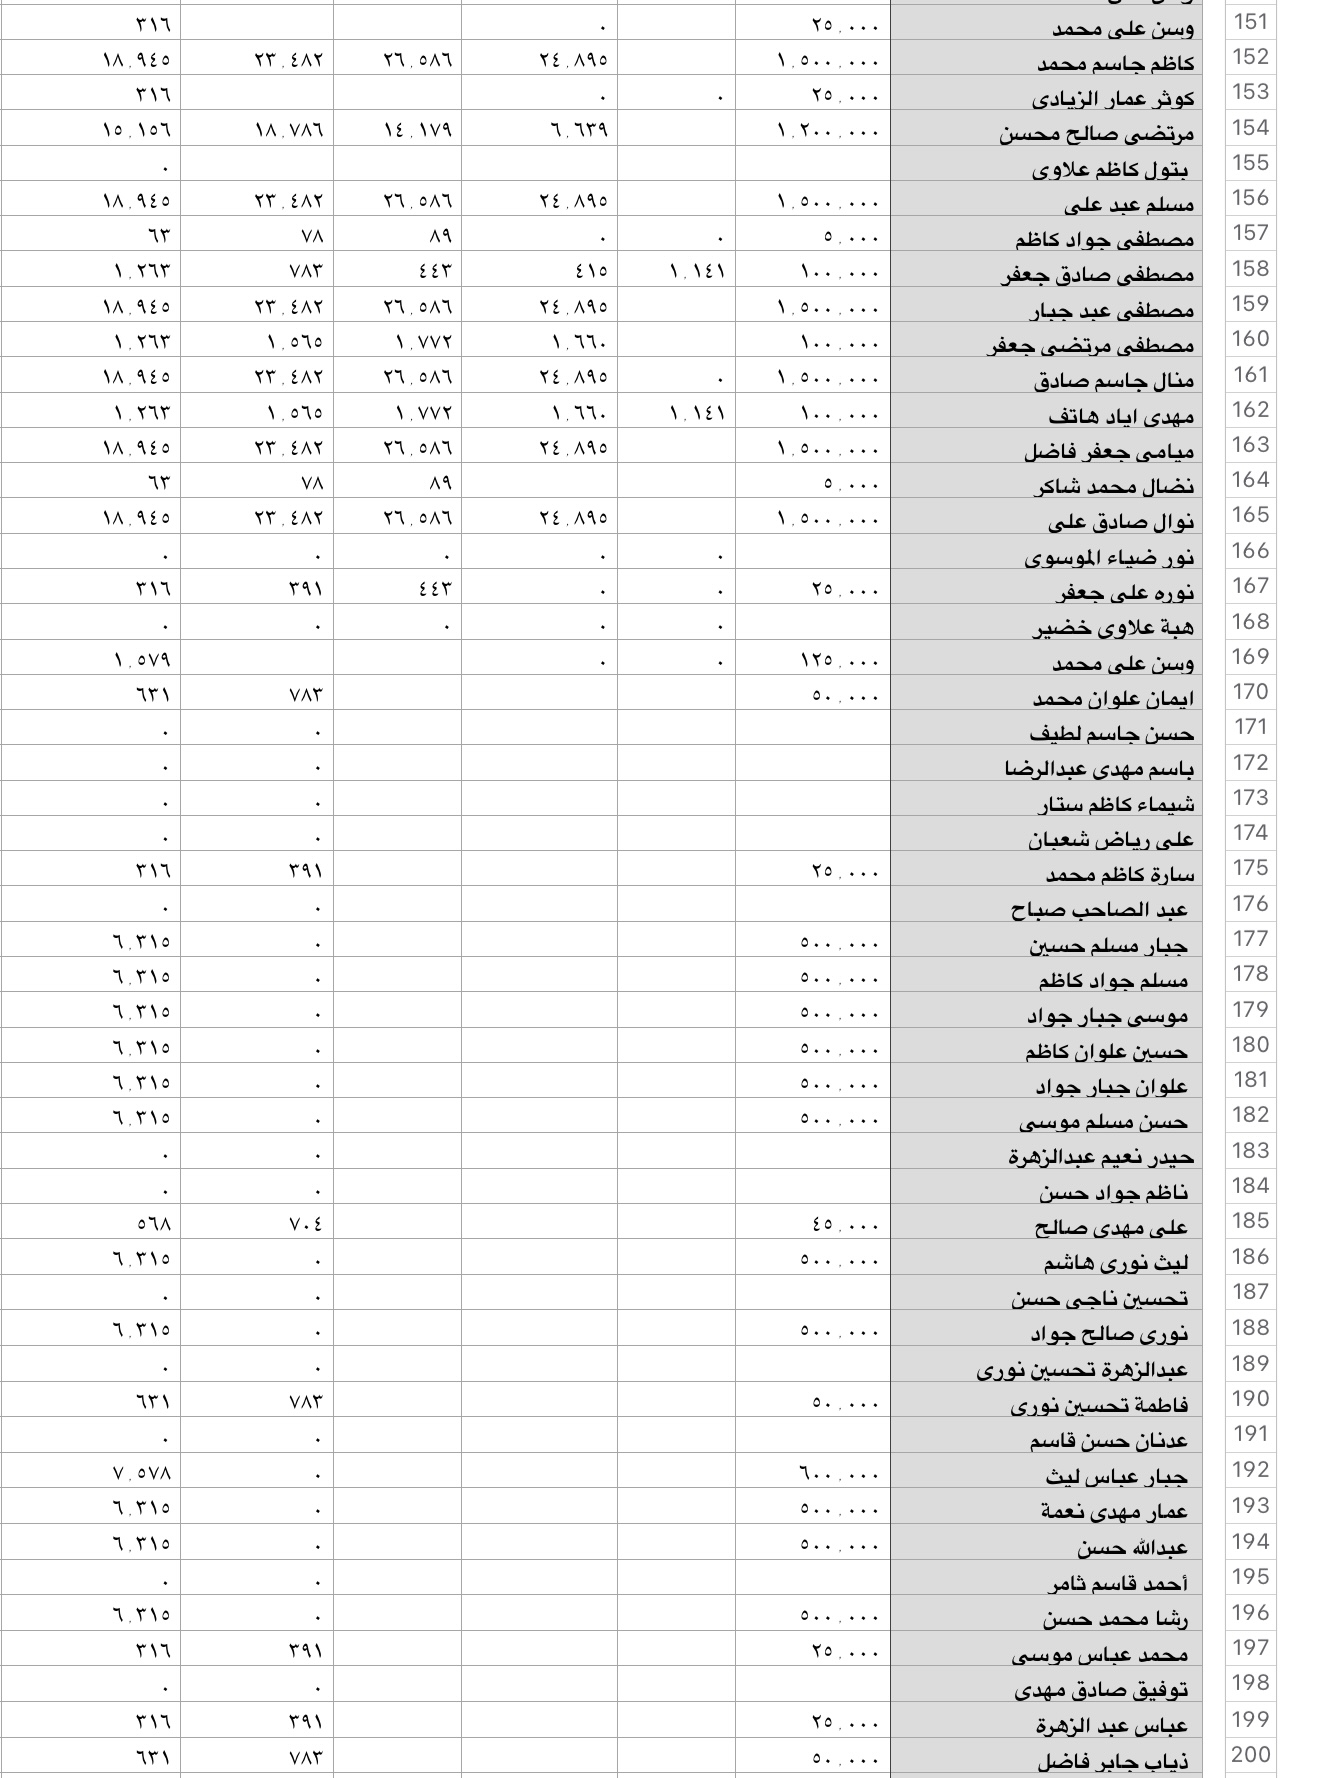 151 وسن علي محمد ٢٥,٠٠٠ ٠ ٣١٦
152 كاظم جاسم محمد ١,٥٠٠,٠٠٠ ٢٤,٨٩٥ ٢٦,٥٨٦ ٢٣,٤٨٢ ١٨,٩٤٥
153 كوثر عمار الزيادي ٢٥,٠٠٠ ٠ ٠ ٣١٦
154 مرتضى صالح محسن ١,٢٠٠,٠٠٠ ٦,٦٣٩ ١٤,١٧٩ ١٨,٧٨٦ ١٥,١٥٦
155 بتول كاظم علاوي ٠
156 مسلم عبد علي ١,٥٠٠,٠٠٠ ٢٤,٨٩٥ ٢٦,٥٨٦ ٢٣,٤٨٢ ١٨,٩٤٥
157 مصطفى جواد كاظم ٥,٠٠٠ ٠ ٠ ٨٩ ٧٨ ٦٣
158 مصطفى صادق جعفر ١٠٠,٠٠٠ ١,١٤١ ٤١٥ ٤٤٣ ٧٨٣ ١,٢٦٣
159 مصطفى عبد جبار ١,٥٠٠,٠٠٠ ٢٤,٨٩٥ ٢٦,٥٨٦ ٢٣,٤٨٢ ١٨,٩٤٥
160 مصطفى مرتضى جعفر ١٠٠,٠٠٠ ١,٦٦٠ ١,٧٧٢ ١,٥٦٥ ١,٢٦٣
161 منال جاسم صادق ١,٥٠٠,٠٠٠ ٠ ٢٤,٨٩٥ ٢٦,٥٨٦ ٢٣,٤٨٢ ١٨,٩٤٥
162 مهدي اياد هاتف ١٠٠,٠٠٠ ١,١٤١ ١,٦٦٠ ١,٧٧٢ ١,٥٦٥ ١,٢٦٣
163 ميامي جعفر فاضل ١,٥٠٠,٠٠٠ ٢٤,٨٩٥ ٢٦,٥٨٦ ٢٣,٤٨٢ ١٨,٩٤٥
164 نضال محمد شاكر ٥,٠٠٠ ٨٩ ٧٨ ٦٣
165 نوال صادق علي ١,٥٠٠,٠٠٠ ٢٤,٨٩٥ ٢٦,٥٨٦ ٢٣,٤٨٢ ١٨,٩٤٥
166 نور ضياء الموسوي ٠ ٠ ٠ ٠ ٠
167 نوره علي جعفر ٢٥,٠٠٠ ٠ ٠ ٤٤٣ ٣٩١ ٣١٦
168 هبة علاوي خضير ٠ ٠ ٠ ٠ ٠
169 وسن علي محمد ١٢٥,٠٠٠ ٠ ٠ ١,٥٧٩
170 ايمان علوان محمد ٥٠,٠٠٠ ٧٨٣ ٦٣١
171 حسن جاسم لطيف ٠ ٠
172 باسم مهدي عبدالرضا ٠ ٠
173 شيماء كاظم ستار ٠ ٠
174 علي رياض شعبان ٠ ٠
175 سارة كاظم محمد ٢٥,٠٠٠ ٣٩١ ٣١٦
176 عبد الصاحب صباح ٠ ٠
177 جبار مسلم حسين ٥٠٠,٠٠٠ ٠ ٦,٣١٥
178 مسلم جواد كاظم ٥٠٠,٠٠٠ ٠ ٦,٣١٥
179 موسى جبار جواد ٥٠٠,٠٠٠ ٠ ٦,٣١٥
180 حسين علوان كاظم ٥٠٠,٠٠٠ ٠ ٦,٣١٥
181 علوان جبار جواد ٥٠٠,٠٠٠ ٠ ٦,٣١٥
182 حسن مسلم موسى ٥٠٠,٠٠٠ ٠ ٦,٣١٥
183 حيدر نعيم عبدالزهرة ٠ ٠
184 ناظم جواد حسن ٠ ٠
185 علي مهدي صالح ٤٥,٠٠٠ ٧٠٤ ٥٦٨
186 ليث نوري هاشم ٥٠٠,٠٠٠ ٠ ٦,٣١٥
187 تحسين ناجي حسن ٠ ٠
188 نوري صالح جواد ٥٠٠,٠٠٠ ٠ ٦,٣١٥
189 عبدالزهرة تحسين نوري ٠ ٠
190 فاطمة تحسين نوري ٥٠,٠٠٠ ٧٨٣ ٦٣١
191 عدنان حسن قاسم ٠ ٠
192 جبار عباس ليث ٦٠٠,٠٠٠ ٠ ٧,٥٧٨
193 عمار مهدي نعمة ٥٠٠,٠٠٠ ٠ ٦,٣١٥
194 عبدالله حسن ٥٠٠,٠٠٠ ٠ ٦,٣١٥
195 أحمد قاسم ثامر ٠ ٠
196 رشا محمد حسن ٥٠٠,٠٠٠ ٠ ٦,٣١٥
197 محمد عباس موسى ٢٥,٠٠٠ ٣٩١ ٣١٦
198 توفيق صادق مهدي ٠ ٠
199 عباس عبد الزهرة ٢٥,٠٠٠ ٣٩١ ٣١٦
200 ذياب جابر فاضل ٥٠,٠٠٠ ٧٨٣ ٦٣١